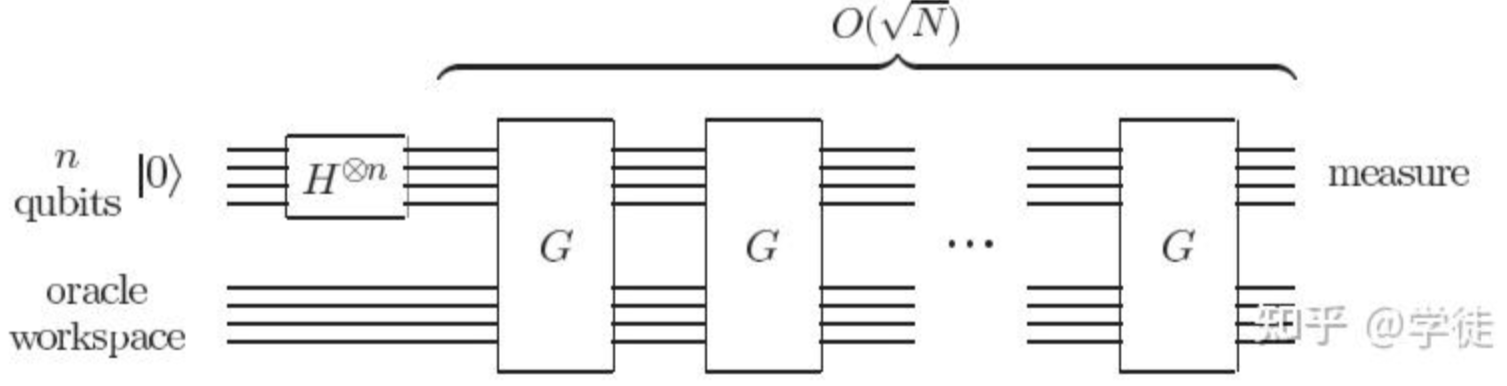 O(√N)
n
qubits
|0⟩
H⊗n
G
G
...
G
measure
oracle
workspace
知乎 @学徒